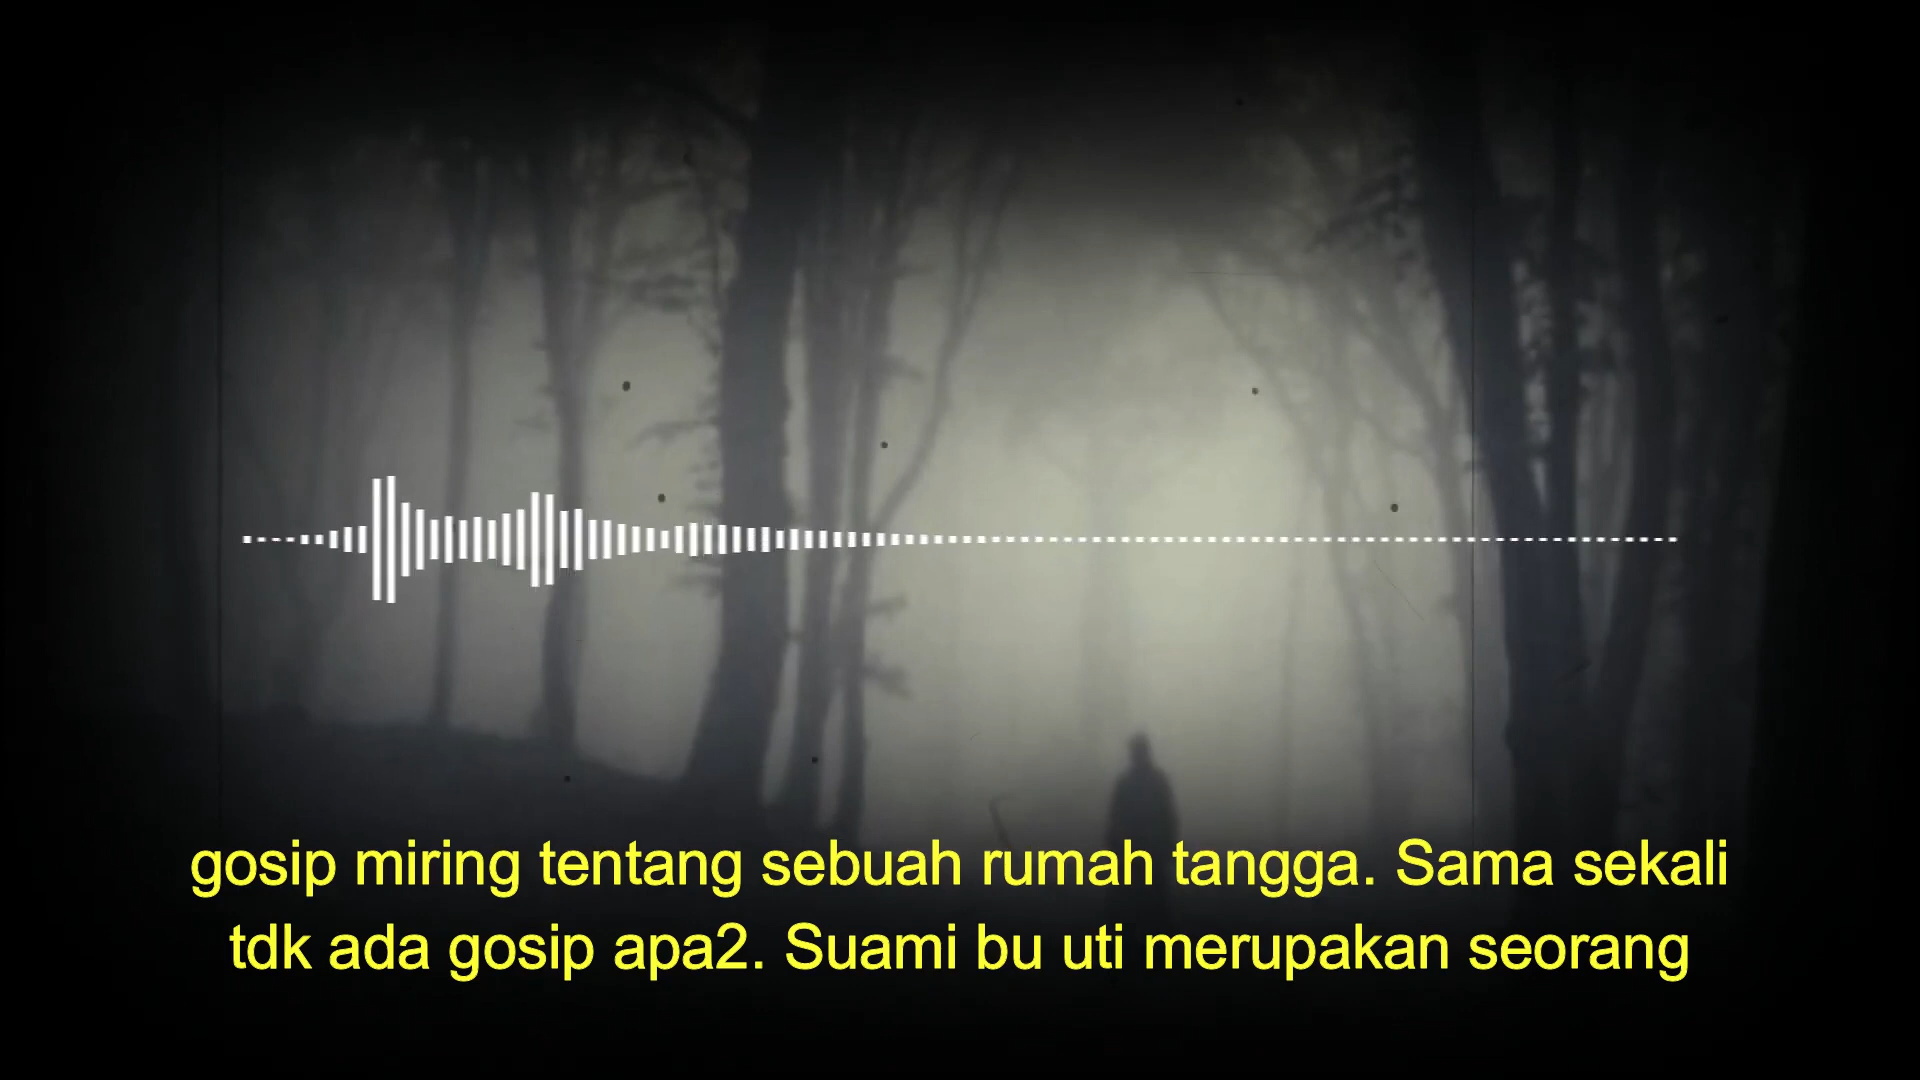 gosip miring tentang sebuah rumah tangga. Sama sekali
tdk ada gosip apa2. Suami bu uti merupakan seorang